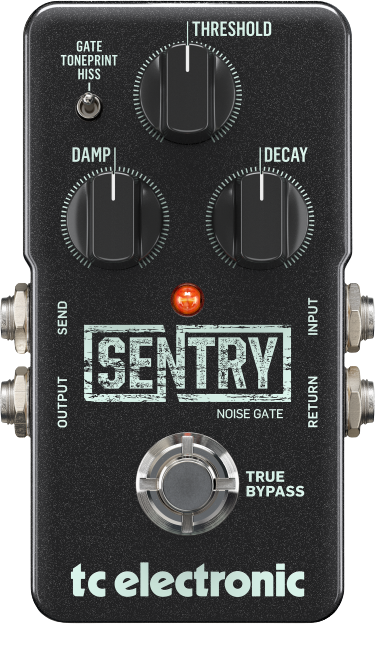 THRESHOLD
GATE
TONEPRINT
HISS
DAMP
DECAY
SEND
INPUT
SENTRY
OUTPUT
RETURN
NOISE GATE
TRUE
BYPASS
tc electronic